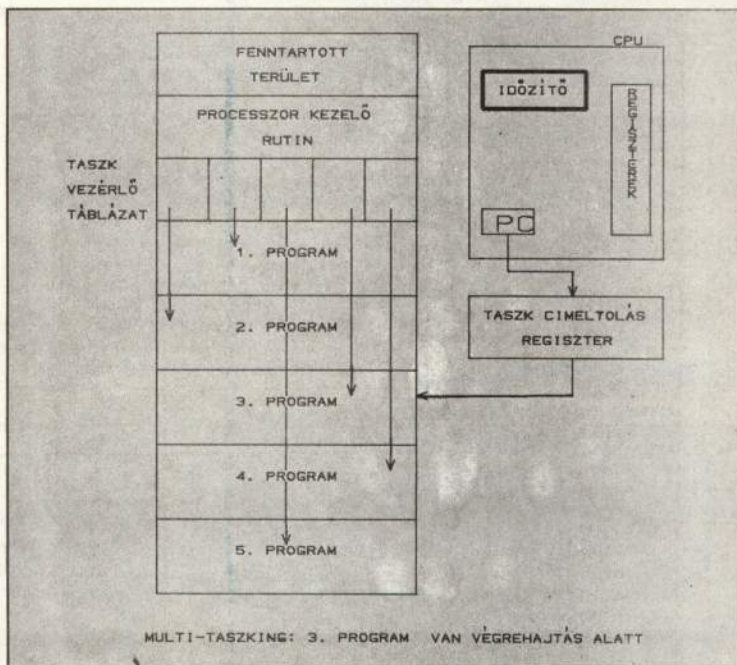 FENNTARTOTT
TERÜLET
PROCESSZOR KEZELŐ
RUTIN
TASZK
VEZÉRLŐ
TÁBLÁZAT
1. PROGRAM
2. PROGRAM
3. PROGRAM
4. PROGRAM
5. PROGRAM
CPU
IDŐZÍTŐ
REGISZTEREK
PC
TASZK CIMELTOLÁS
REGISZTER
MULTI-TASZKING: 3. PROGRAM VAN VÉGREHAJTÁS ALATT